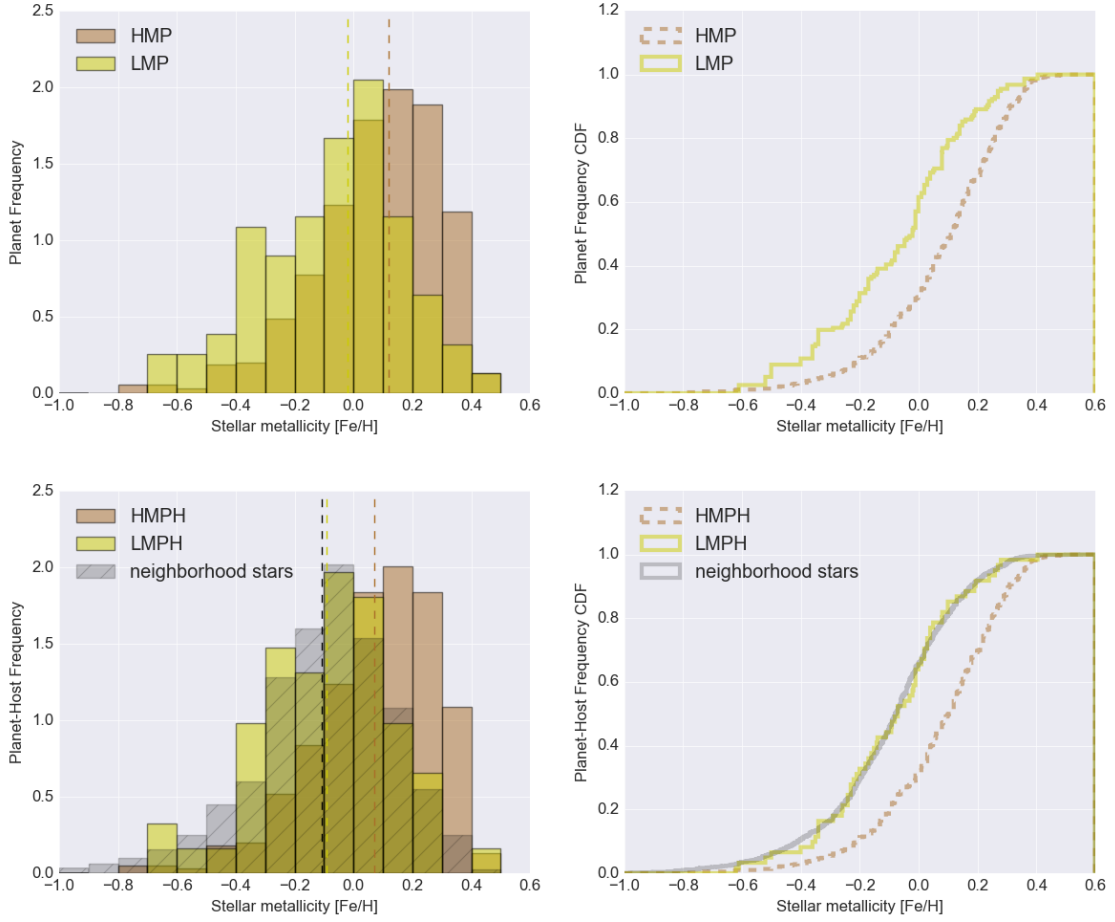 HMP
LMP
2.5
2.0
1.5
1.0
0.5
0.0
Planet Frequency
−1.0 −0.8 −0.6 −0.4 −0.2 0.0 0.2 0.4 0.6
Stellar metallicity [Fe/H]
HMP
LMP
1.2
1.0
0.8
0.6
0.4
0.2
0.0
Planet Frequency CDF
−1.0 −0.8 −0.6 −0.4 −0.2 0.0 0.2 0.4 0.6
Stellar metallicity [Fe/H]
HMPH
LMPH
neighborhood stars
2.5
2.0
1.5
1.0
0.5
0.0
Planet-Host Frequency
−1.0 −0.8 −0.6 −0.4 −0.2 0.0 0.2 0.4 0.6
Stellar metallicity [Fe/H]
HMPH
LMPH
neighborhood stars
1.2
1.0
0.8
0.6
0.4
0.2
0.0
Planet-Host Frequency CDF
−1.0 −0.8 −0.6 −0.4 −0.2 0.0 0.2 0.4 0.6
Stellar metallicity [Fe/H]